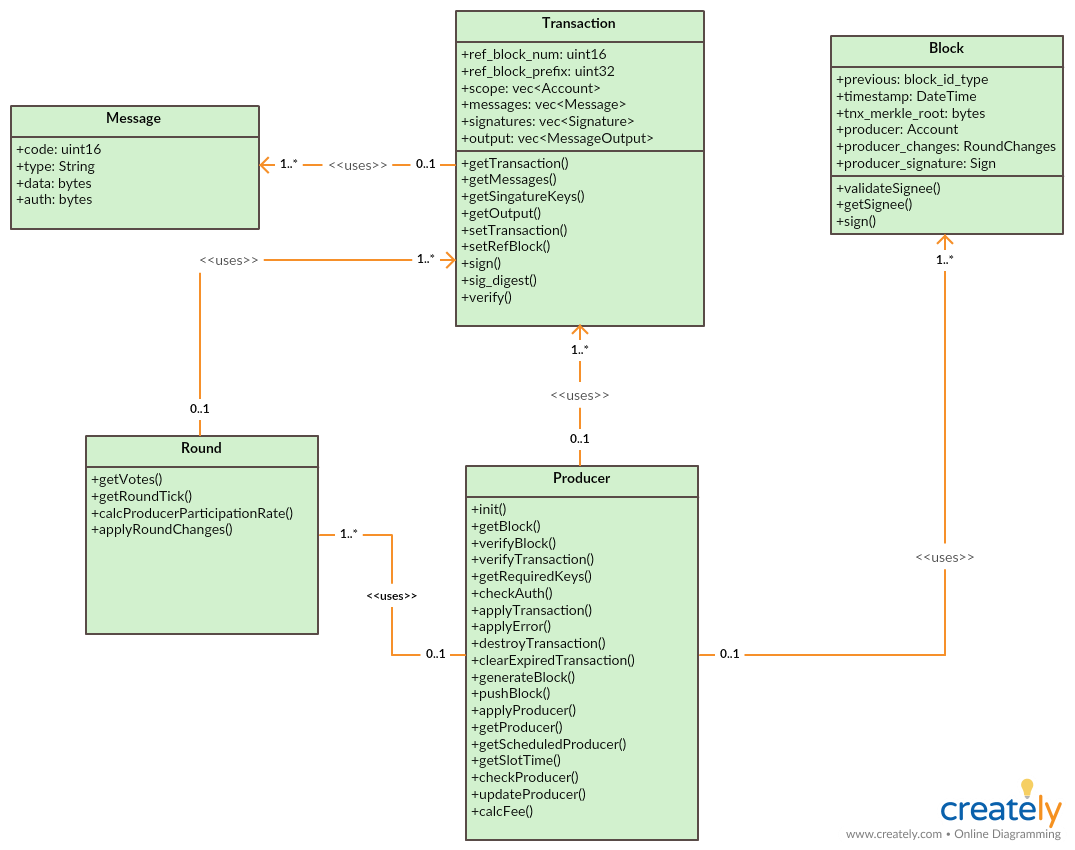 Transaction
+ref_block_num: uint16
+ref_block_prefix: uint32
+scope: vec<Account>
+messages: vec<Message>
+signatures: vec<Signature>
+output: vec<MessageOutput>
+getTransaction()
+getMessages()
+getSingatureKeys()
+getOutput()
+setTransaction()
+setRefBlock()
+sign()
+sig_digest()
+verify()
Block
+previous: block_id_type
+timestamp: DateTime
+tnx_merkle_root: bytes
+producer: Account
+producer_changes: RoundChanges
+producer_signature: Sign
+validateSignee()
+getSignee()
+sign()
Message
+code: uint16
+type: String
+data: bytes
+auth: bytes
1..* <<uses>> 0..1
<<uses>> 1..*
0..1
1..*
<<uses>>
0..1
1..*
<<uses>>
0..1
Round
+getVotes()
+getRoundTick()
+calcProducerParticipationRate()
+applyRoundChanges()
1..*
<<uses>>
0..1
Producer
+init()
+getBlock()
+verifyBlock()
+verifyTransaction()
+getRequiredKeys()
+checkAuth()
+applyTransaction()
+applyError()
+destroyTransaction()
+clearExpiredTransaction()
+generateBlock()
+pushBlock()
+applyProducer()
+getProducer()
+getScheduledProducer()
+getSlotTime()
+checkProducer()
+updateProducer()
+calcFee()
creately
www.creately.com • Online Diagramming